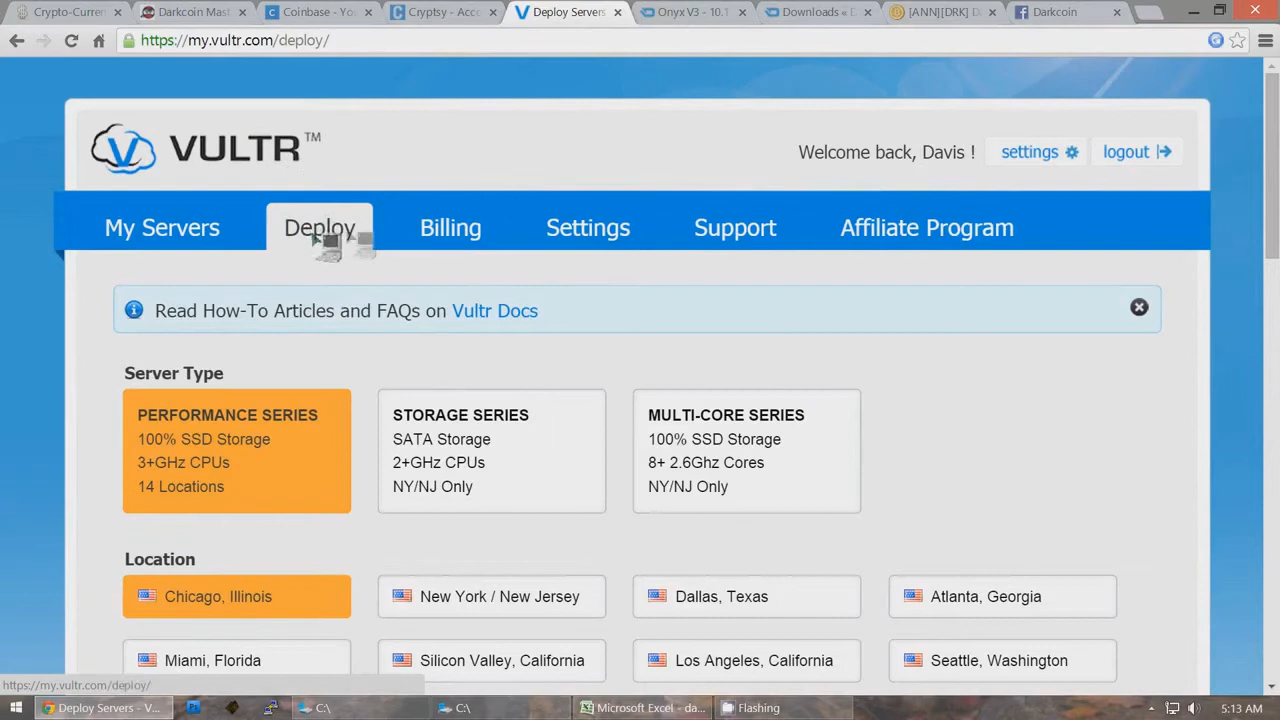 Crypto-Curren
Darkcoin Mast
Coinbase - Yo
Cryptsy - Acco
Deploy Servers
Onyx V3 - 10.1
Downloads « D
[ANN][DRK] D
Darkcoin
https://my.vultr.com/deploy/
VULTR™
Welcome back, Davis !
settings
logout
My Servers
Deploy
Billing
Settings
Support
Affiliate Program
Read How-To Articles and FAQs on Vultr Docs
Server Type
PERFORMANCE SERIES
100% SSD Storage
3+GHz CPUs
14 Locations
STORAGE SERIES
SATA Storage
2+GHz CPUs
NY/NJ Only
MULTI-CORE SERIES
100% SSD Storage
8+ 2.6Ghz Cores
NY/NJ Only
Location
Chicago, Illinois
New York / New Jersey
Dallas, Texas
Atlanta, Georgia
Miami, Florida
Silicon Valley, California
Los Angeles, California
Seattle, Washington
https://my.vultr.com/deploy/
Deploy Servers - V...
C:\
C:\
Microsoft Excel - da...
Flashing
5:13 AM